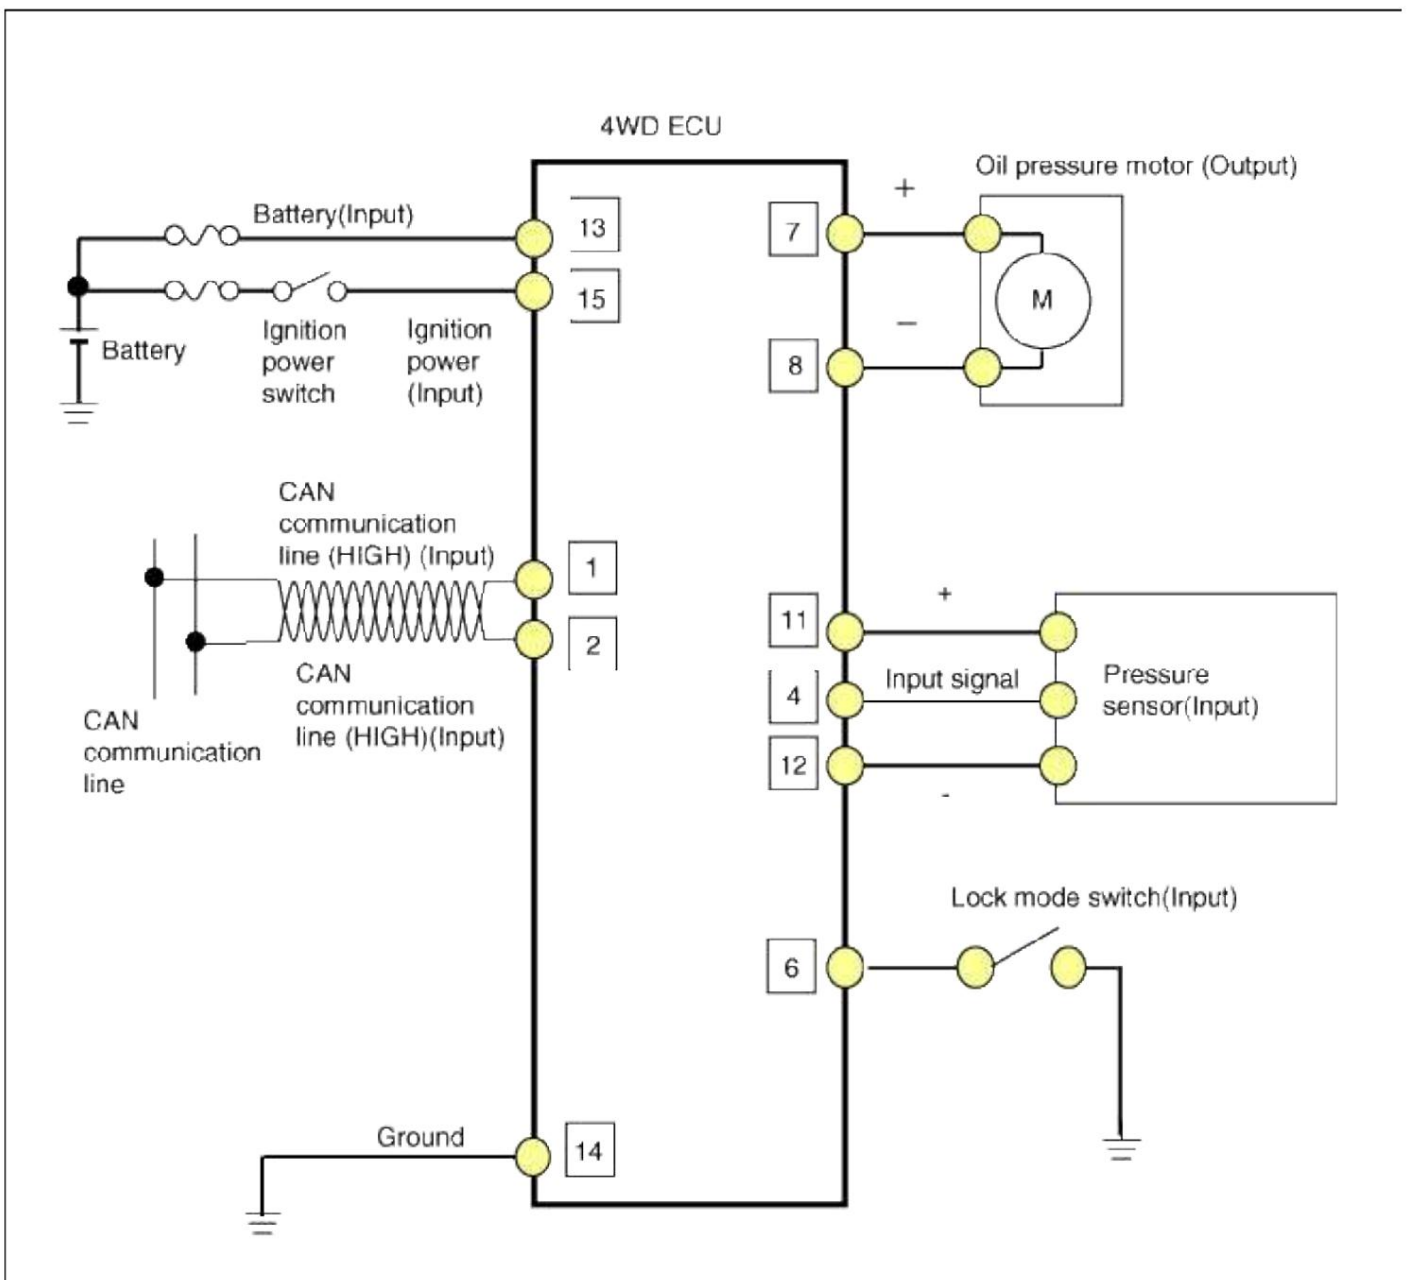 4WD ECU
Oil pressure motor (Output)
Battery(Input)
13
7
+
15
M
Ignition
power
switch
Ignition
power
(Input)
Battery
–
8
CAN
communication
line (HIGH) (Input)
1
2
CAN
communication
line (HIGH)(Input)
CAN
communication
line
11
+
4
Input signal
Pressure
sensor(Input)
12
-
Lock mode switch(Input)
6
Ground
14